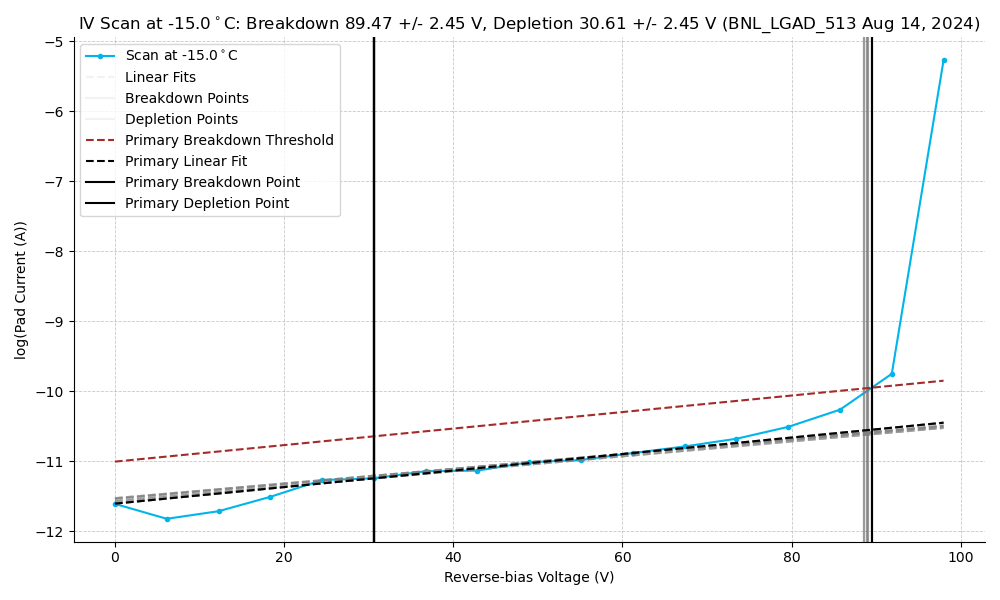 IV Scan at -15.0°C: Breakdown 89.47 +/- 2.45 V, Depletion 30.61 +/- 2.45 V (BNL_LGAD_513 Aug 14, 2024)
Scan at -15.0°C
Linear Fits
Breakdown Points
Depletion Points
Primary Breakdown Threshold
Primary Linear Fit
Primary Breakdown Point
Primary Depletion Point
log(Pad Current (A))
−5
−6
−7
−8
−9
−10
−11
−12
0 20 40 60 80 100
Reverse-bias Voltage (V)